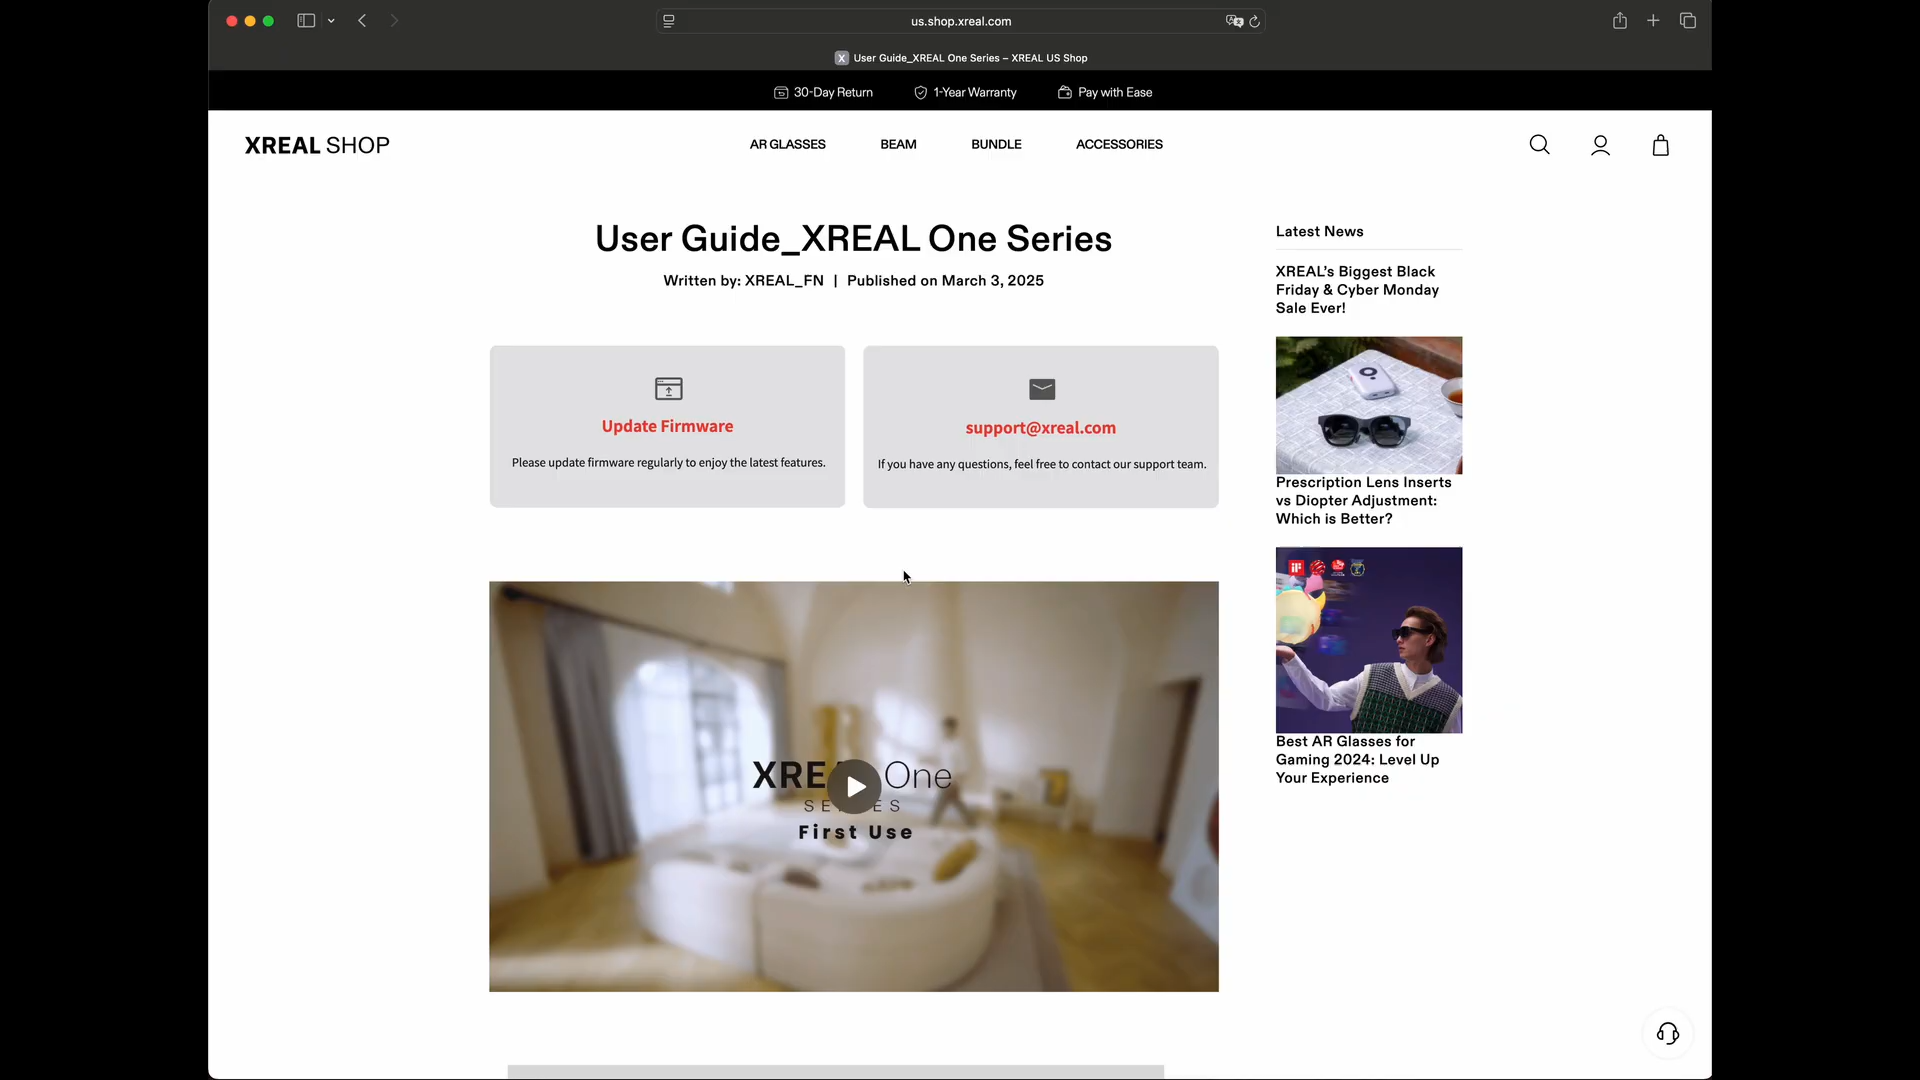 us.shop.xreal.com
X User Guide_XREAL One Series – XREAL US Shop
30-Day Return
1-Year Warranty
Pay with Ease
XREAL SHOP
AR GLASSES
BEAM
BUNDLE
ACCESSORIES
User Guide_XREAL One Series
Written by: XREAL_FN | Published on March 3, 2025
Update Firmware
Please update firmware regularly to enjoy the latest features.
support@xreal.com
If you have any questions, feel free to contact our support team.
One
First Use
Latest News
XREAL's Biggest Black
Friday & Cyber Monday
Sale Ever!
Prescription Lens Inserts
vs Diopter Adjustment:
Which is Better?
iF
Best AR Glasses for
Gaming 2024: Level Up
Your Experience